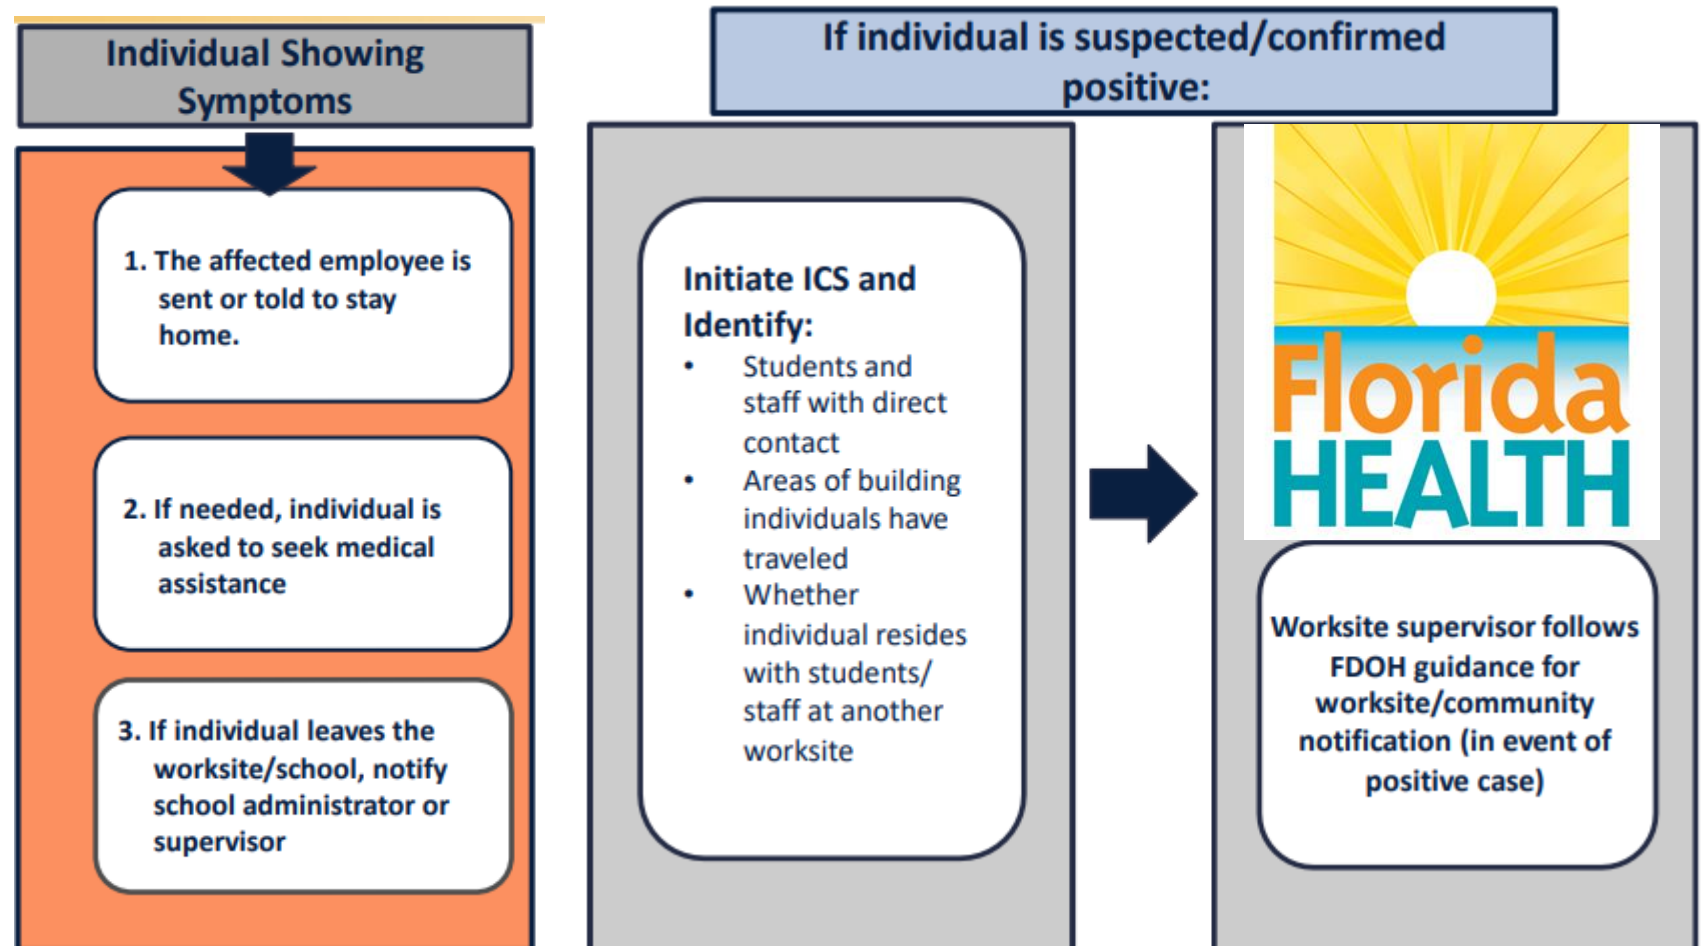 Individual Showing
Symptoms
1. The affected employee is
sent or told to stay
home.
2. If needed, individual is
asked to seek medical
assistance
3. If individual leaves the
worksite/school, notify
school administrator or
supervisor
If individual is suspected/confirmed
positive:
Initiate ICS and
Identify:
• Students and
staff with direct
contact
• Areas of building
individuals have
traveled
• Whether
individual resides
with students/
staff at another
worksite
Florida
HEALTH
Worksite supervisor follows
FDOH guidance for
worksite/community
notification (in event of
positive case)